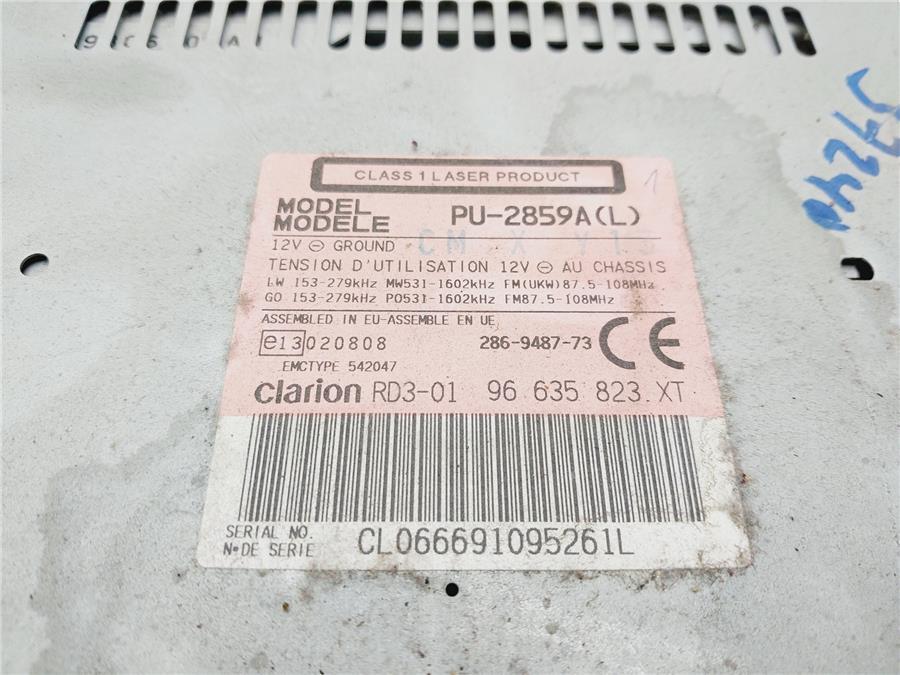 CLASS 1 LASER PRODUCT
1
MODEL
MODELE PU-2859A(L)
12V ⊖ GROUND CM X
TENSION D'UTILISATION 12V ⊖ AU CHASSIS
LW 153-279kHz MW531-1602kHz FM(UKW)87.5-108MHz
GO 153-279kHz PO531-1602kHz FM87.5-108MHz
ASSEMBLED IN EU-ASSEMBLE EN UE
e13 020808 286-9487-73 CE
EMCTYPE 542047
clarion RD3-01 96 635 823 XT
SERIAL NO.
N°DE SERIE CL066691095261L